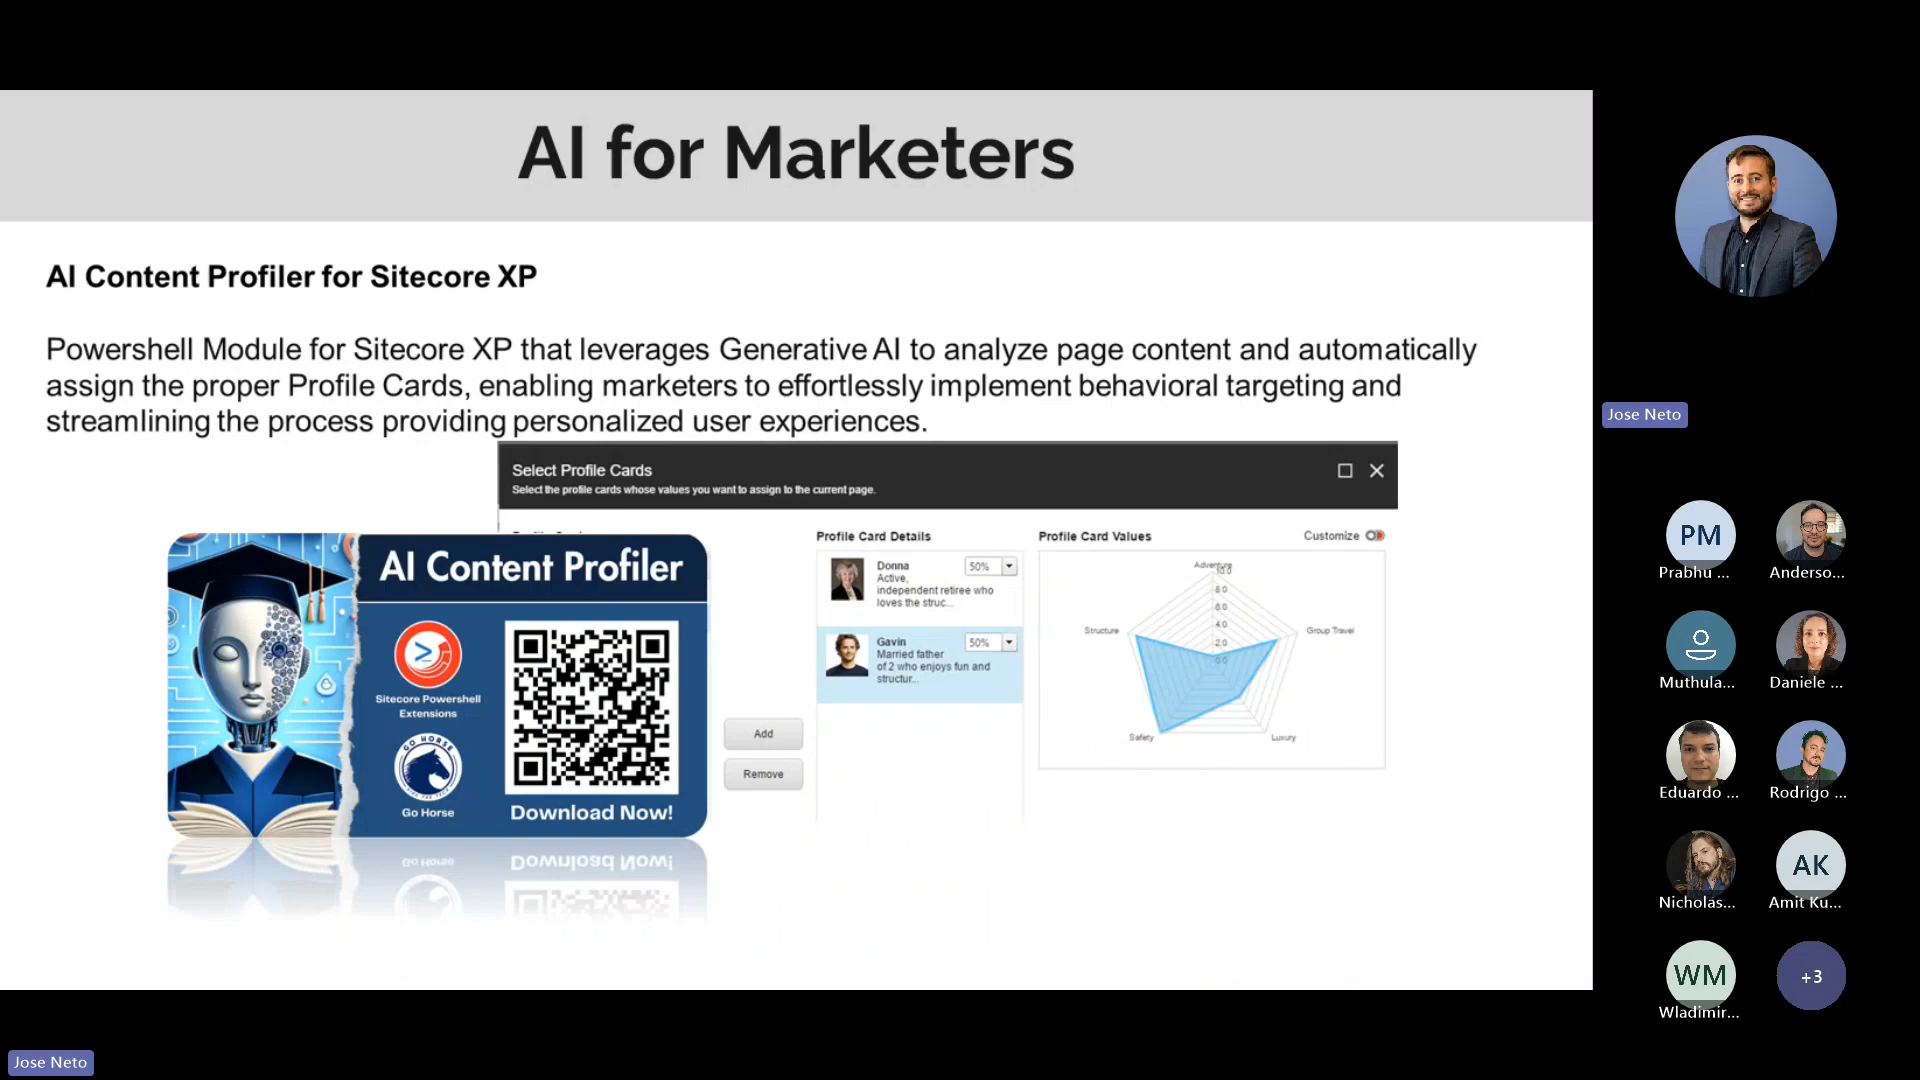 AI for Marketers
AI Content Profiler for Sitecore XP
Powershell Module for Sitecore XP that leverages Generative AI to analyze page content and automatically
assign the proper Profile Cards, enabling marketers to effortlessly implement behavioral targeting and
streamlining the process providing personalized user experiences.
Select Profile Cards
Select the profile cards whose values you want to assign to the current page.
Profile Card Details
Profile Card Values
Customize
Donna
50%
Active,
independent retiree who
loves the struc...
Gavin
50%
Married father
of 2 who enjoys fun and
structur...
Adventure
10.0
8.0
6.0
4.0
2.0
0.0
Structure
Group Travel
Safety
Luxury
Add
Remove
AI Content Profiler
Sitecore Powershell
Extensions
GO HORSE
Go Horse
Download Now!
Jose Neto
PM
Prabhu ...
Anderso...
Muthula...
Daniele ...
Eduardo ...
Rodrigo ...
Nicholas...
AK
Amit Ku...
WM
Wladimir...
+3
Jose Neto